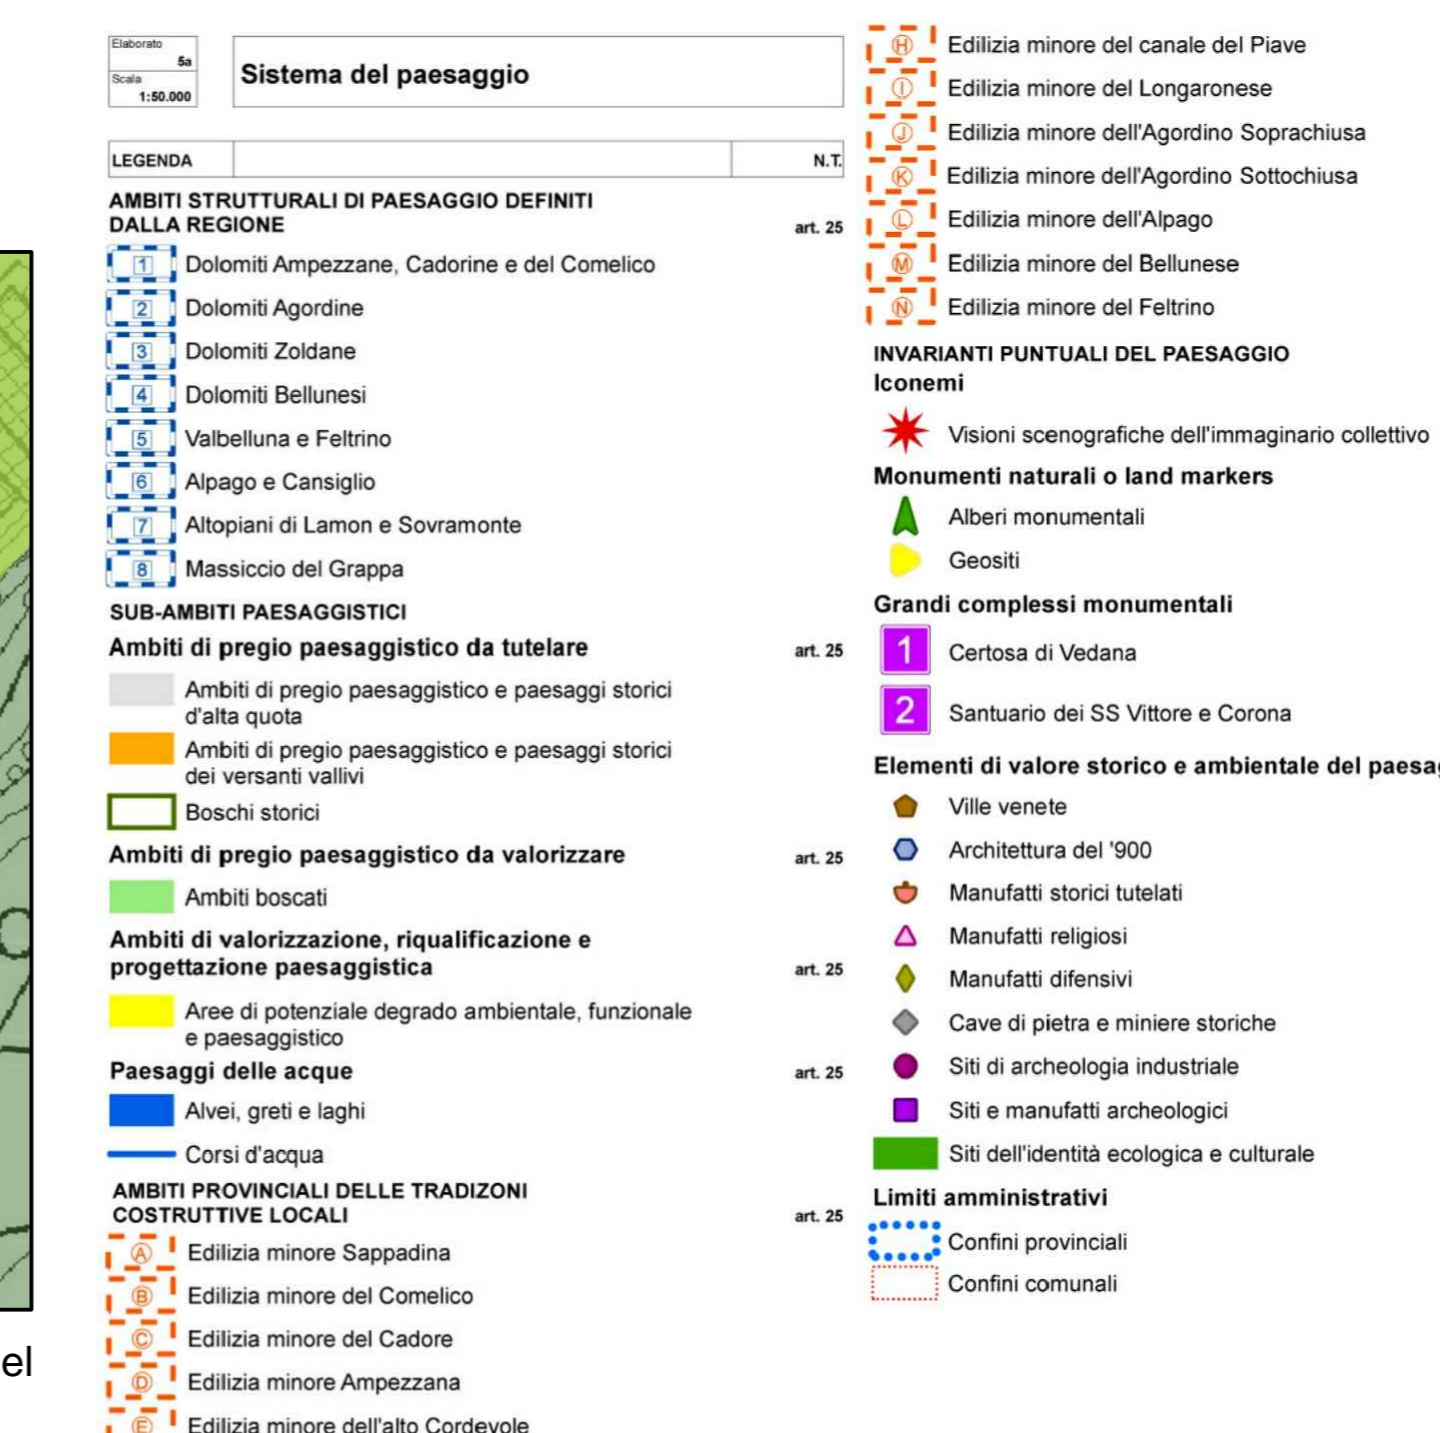 Elaborato
5a
Scala
1:50.000
Sistema del paesaggio
LEGENDA N.T.
AMBITI STRUTTURALI DI PAESAGGIO DEFINITI
DALLA REGIONE art. 25
1 Dolomiti Ampezzane, Cadorine e del Comelico
2 Dolomiti Agordine
3 Dolomiti Zoldane
4 Dolomiti Bellunesi
5 Valbelluna e Feltrino
6 Alpago e Cansiglio
7 Altopiani di Lamon e Sovramonte
8 Massiccio del Grappa
SUB-AMBITI PAESAGGISTICI
Ambiti di pregio paesaggistico da tutelare art. 25
Ambiti di pregio paesaggistico e paesaggi storici
d'alta quota
Ambiti di pregio paesaggistico e paesaggi storici
dei versanti vallivi
Boschi storici
Ambiti di pregio paesaggistico da valorizzare art. 25
Ambiti boscati
Ambiti di valorizzazione, riqualificazione e
progettazione paesaggistica art. 25
Aree di potenziale degrado ambientale, funzionale
e paesaggistico
Paesaggi delle acque art. 25
Alvei, greti e laghi
Corsi d'acqua
AMBITI PROVINCIALI DELLE TRADIZONI
COSTRUTTIVE LOCALI art. 25
A Edilizia minore Sappadina
B Edilizia minore del Comelico
C Edilizia minore del Cadore
D Edilizia minore Ampezzana
E Edilizia minore dell'alto Cordevole
H Edilizia minore del canale del Piave
I Edilizia minore del Longaronese
J Edilizia minore dell'Agordino Soprachiusa
K Edilizia minore dell'Agordino Sottochiusa
L Edilizia minore dell'Alpago
M Edilizia minore del Bellunese
N Edilizia minore del Feltrino
INVARIANTI PUNTUALI DEL PAESAGGIO
Iconemi
Visioni scenografiche dell'immaginario collettivo
Monumenti naturali o land markers
Alberi monumentali
Geositi
Grandi complessi monumentali
1 Certosa di Vedana
2 Santuario dei SS Vittore e Corona
Elementi di valore storico e ambientale del paesag
Ville venete
Architettura del '900
Manufatti storici tutelati
Manufatti religiosi
Manufatti difensivi
Cave di pietra e miniere storiche
Siti di archeologia industriale
Siti e manufatti archeologici
Siti dell'identità ecologica e culturale
Limiti amministrativi
Confini provinciali
Confini comunali
el